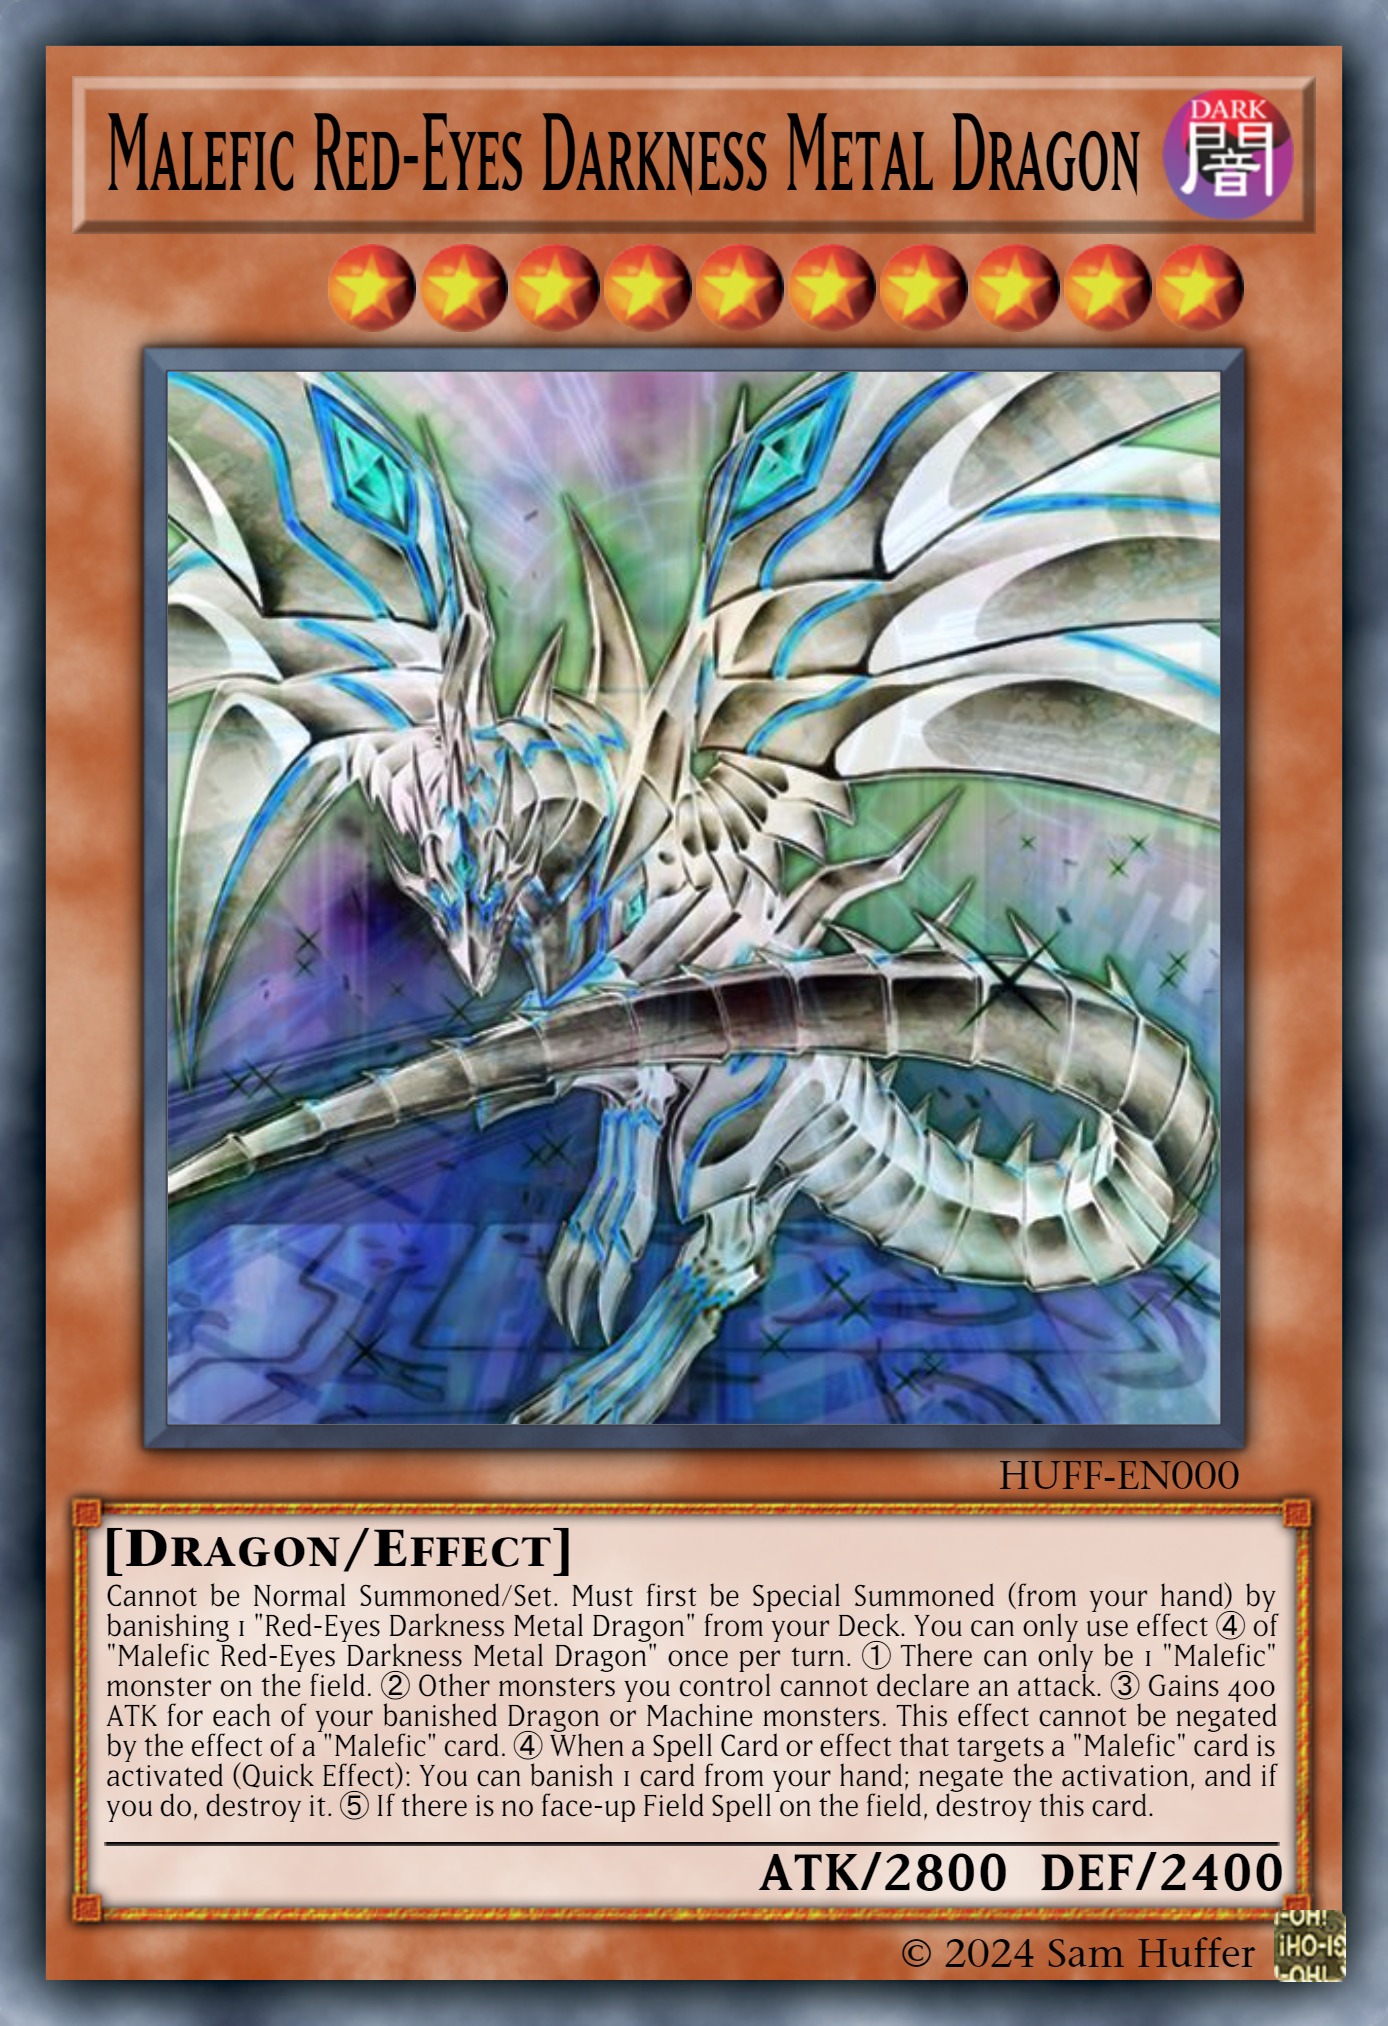 Malefic Red-Eyes Darkness Metal Dragon
DARK
闇
HUFF-EN000
[Dragon/Effect]
Cannot be Normal Summoned/Set. Must first be Special Summoned (from your hand) by
banishing 1 "Red-Eyes Darkness Metal Dragon" from your Deck. You can only use effect ④ of
"Malefic Red-Eyes Darkness Metal Dragon" once per turn. ① There can only be 1 "Malefic"
monster on the field. ② Other monsters you control cannot declare an attack. ③ Gains 400
ATK for each of your banished Dragon or Machine monsters. This effect cannot be negated
by the effect of a "Malefic" card. ④ When a Spell Card or effect that targets a "Malefic" card is
activated (Quick Effect): You can banish 1 card from your hand; negate the activation, and if
you do, destroy it. ⑤ If there is no face-up Field Spell on the field, destroy this card.
ATK/2800 DEF/2400
© 2024 Sam Huffer